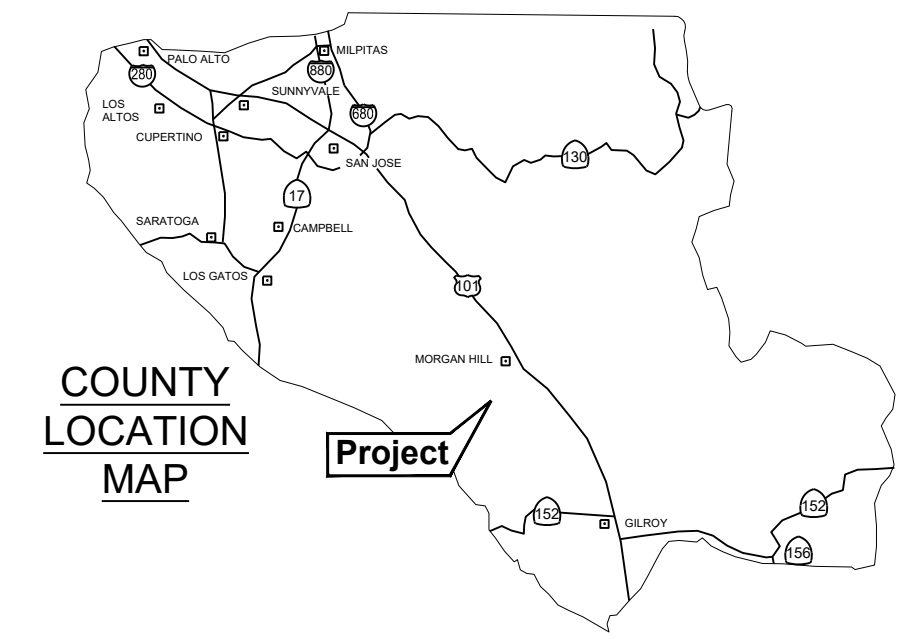 MILPITAS
PALO ALTO
280
880
SUNNYVALE
LOS
ALTOS
680
CUPERTINO
SAN JOSE
130
17
SARATOGA
CAMPBELL
LOS GATOS
101
MORGAN HILL
COUNTY
LOCATION
MAP
Project
152
GILROY
152
156